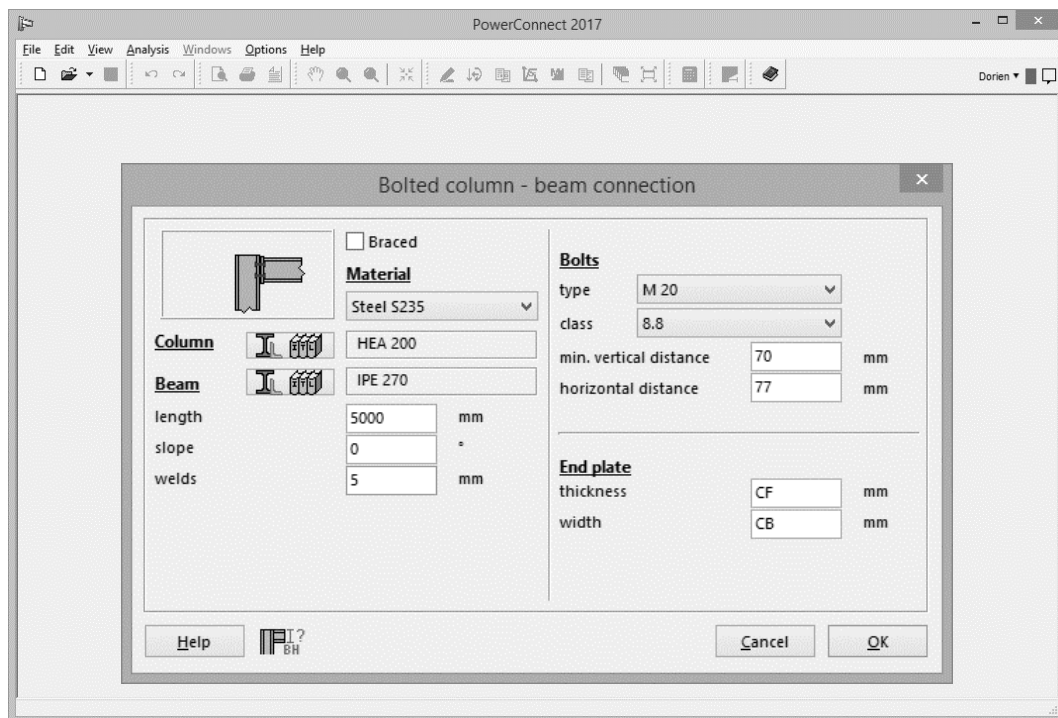 PowerConnect 2017
File Edit View Analysis Windows Options Help
Dorien
Bolted column - beam connection
Braced
Material
Steel S235
Column
HEA 200
Beam
IPE 270
length 5000 mm
slope 0 °
welds 5 mm
Bolts
type M 20
class 8.8
min. vertical distance 70 mm
horizontal distance 77 mm
End plate
thickness CF mm
width CB mm
Help
I?
BH
Cancel
OK